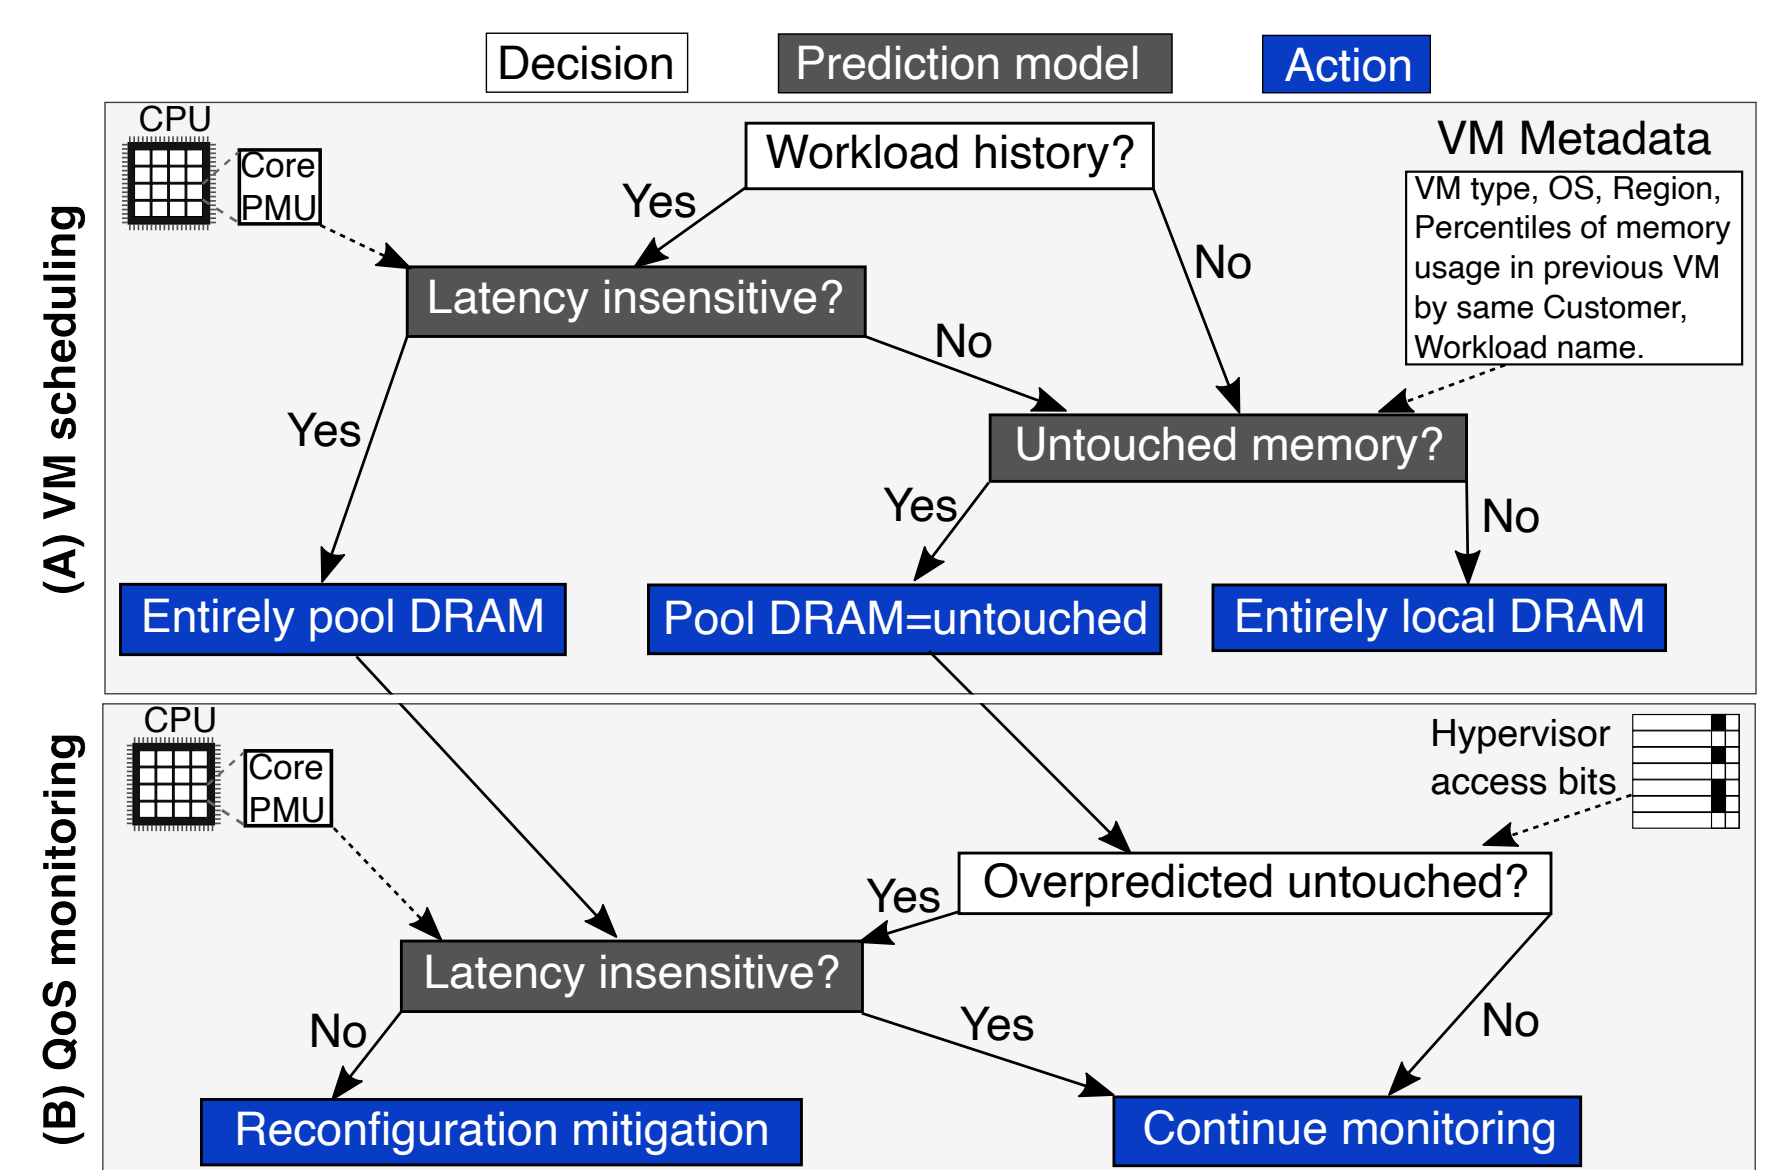 Decision
Prediction model
Action
(A) VM scheduling
CPU
Core
PMU
Workload history?
VM Metadata
VM type, OS, Region,
Percentiles of memory
usage in previous VM
by same Customer,
Workload name.
Yes
No
Latency insensitive?
No
Yes
Untouched memory?
Yes
No
Entirely pool DRAM
Pool DRAM=untouched
Entirely local DRAM
(B) QoS monitoring
CPU
Core
PMU
Hypervisor
access bits
Overpredicted untouched?
Yes
Latency insensitive?
No
Yes
No
Reconfiguration mitigation
Continue monitoring